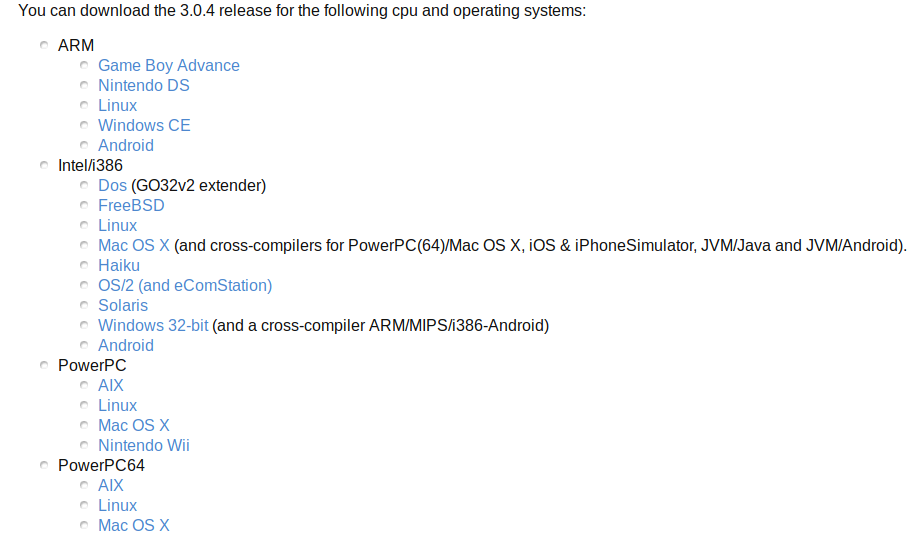 You can download the 3.0.4 release for the following cpu and operating systems:
ARM
Game Boy Advance
Nintendo DS
Linux
Windows CE
Android
Intel/i386
Dos (GO32v2 extender)
FreeBSD
Linux
Mac OS X (and cross-compilers for PowerPC(64)/Mac OS X, iOS & iPhoneSimulator, JVM/Java and JVM/Android).
Haiku
OS/2 (and eComStation)
Solaris
Windows 32-bit (and a cross-compiler ARM/MIPS/i386-Android)
Android
PowerPC
AIX
Linux
Mac OS X
Nintendo Wii
PowerPC64
AIX
Linux
Mac OS X